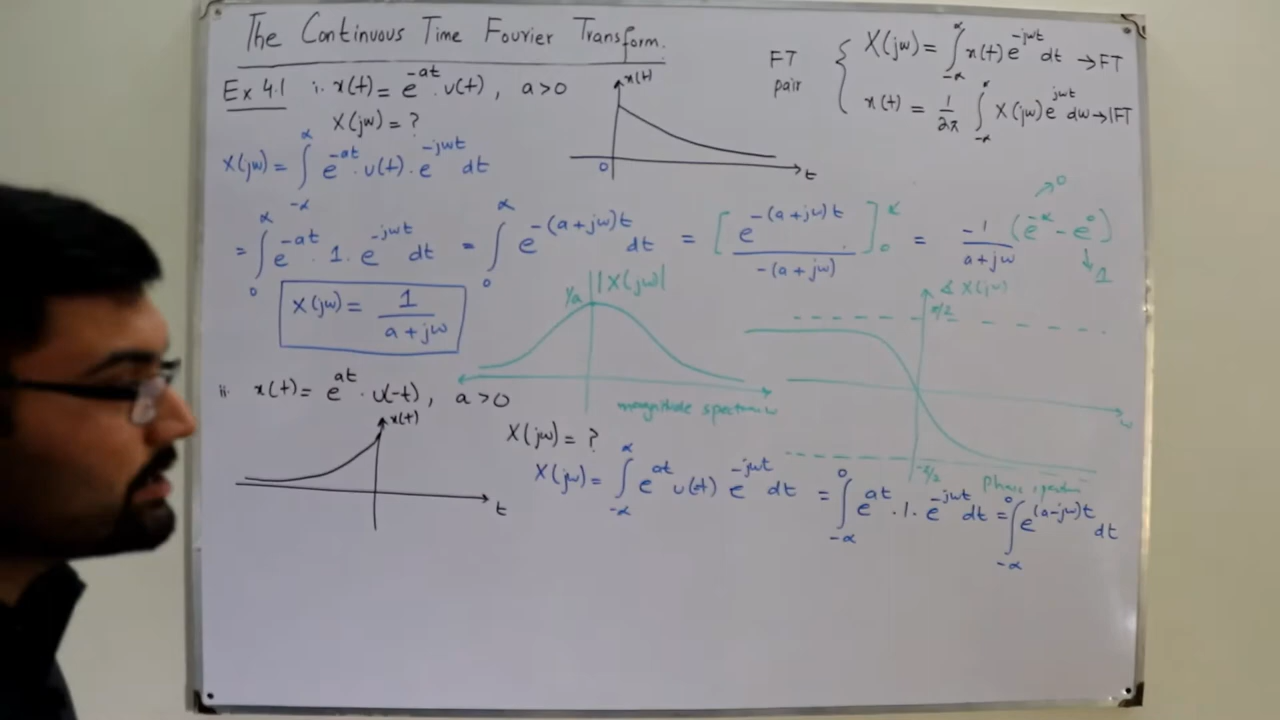 The Continuous Time Fourier Transform.
FT pair { X(jω) = ∫_{-∝}^{∝} x(t) e^{-jωt} dt → FT
x(t) = 1/2π ∫_{-∝}^{∝} X(jω) e^{jωt} dω → IFT
Ex 4.1 i. x(t) = e^{-at} . u(t), a>0
x(t)
0
t
X(jω) = ?
X(jω) = ∫_{-∝}^{∝} e^{-at} . u(t) . e^{-jωt} dt
= ∫_{0}^{∝} e^{-at} . 1 . e^{-jωt} dt = ∫_{0}^{∝} e^{-(a+jω)t} dt = [ e^{-(a+jω)t} / -(a+jω) ]_{0}^{∝} = -1/(a+jω) (e^{-∝} - e^{0})
0
1
X(jω) = 1/(a+jω)
|X(jω)|
1/a
magnitude spectrum ω
∡ X(jω)
π/2
ω
-π/2
Phase spectrum
ii. x(t) = e^{at} . u(-t), a>0
x(t)
t
X(jω) = ?
X(jω) = ∫_{-∝}^{∝} e^{at} u(-t) e^{-jωt} dt = ∫_{-∝}^{0} e^{at} . 1 . e^{-jωt} dt = ∫_{-∝}^{0} e^{(a-jω)t} dt